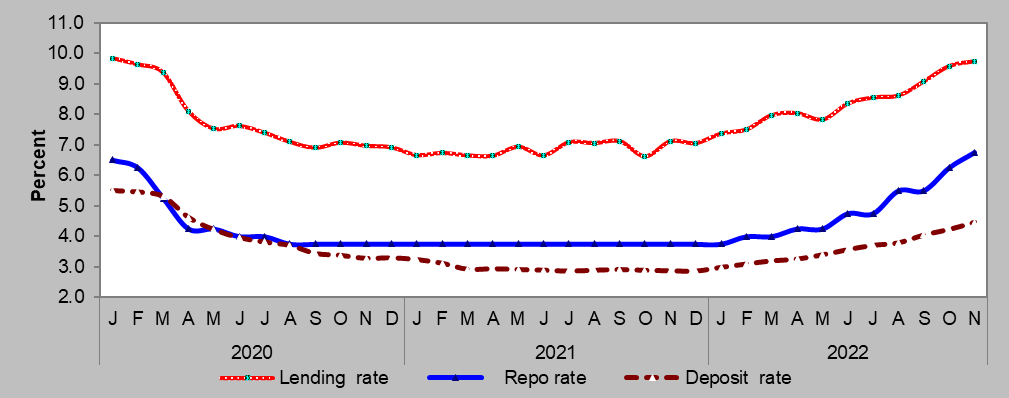 11.0
10.0
9.0
8.0
7.0
6.0
5.0
4.0
3.0
2.0
Percent
J F M A M J J A S O N D J F M A M J J A S O N D J F M A M J J A S O N
2020 2021 2022
Lending rate Repo rate Deposit rate